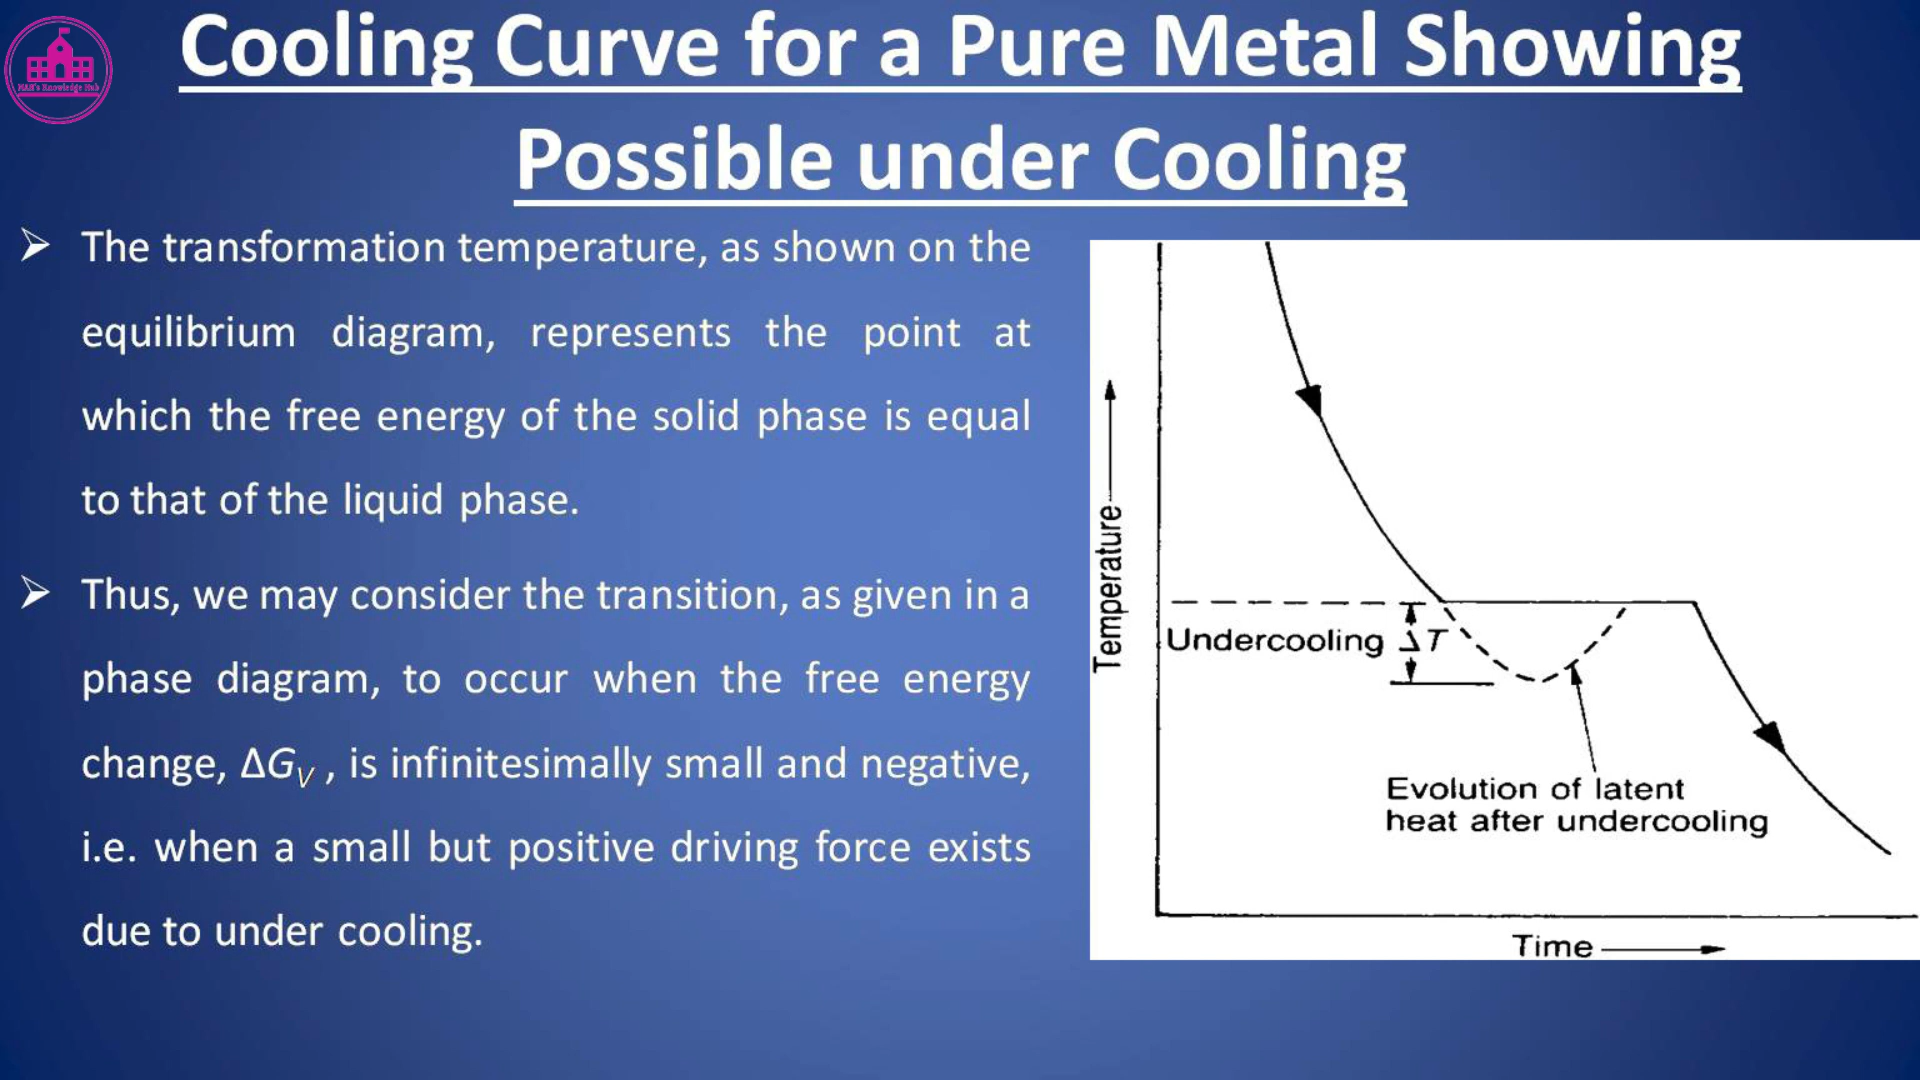 Cooling Curve for a Pure Metal Showing
Possible under Cooling
MAH's Knowledge Hub
➢ The transformation temperature, as shown on the
equilibrium diagram, represents the point at
which the free energy of the solid phase is equal
to that of the liquid phase.
➢ Thus, we may consider the transition, as given in a
phase diagram, to occur when the free energy
change, ΔGV , is infinitesimally small and negative,
i.e. when a small but positive driving force exists
due to under cooling.
Temperature
Undercooling ΔT
Evolution of latent
heat after undercooling
Time